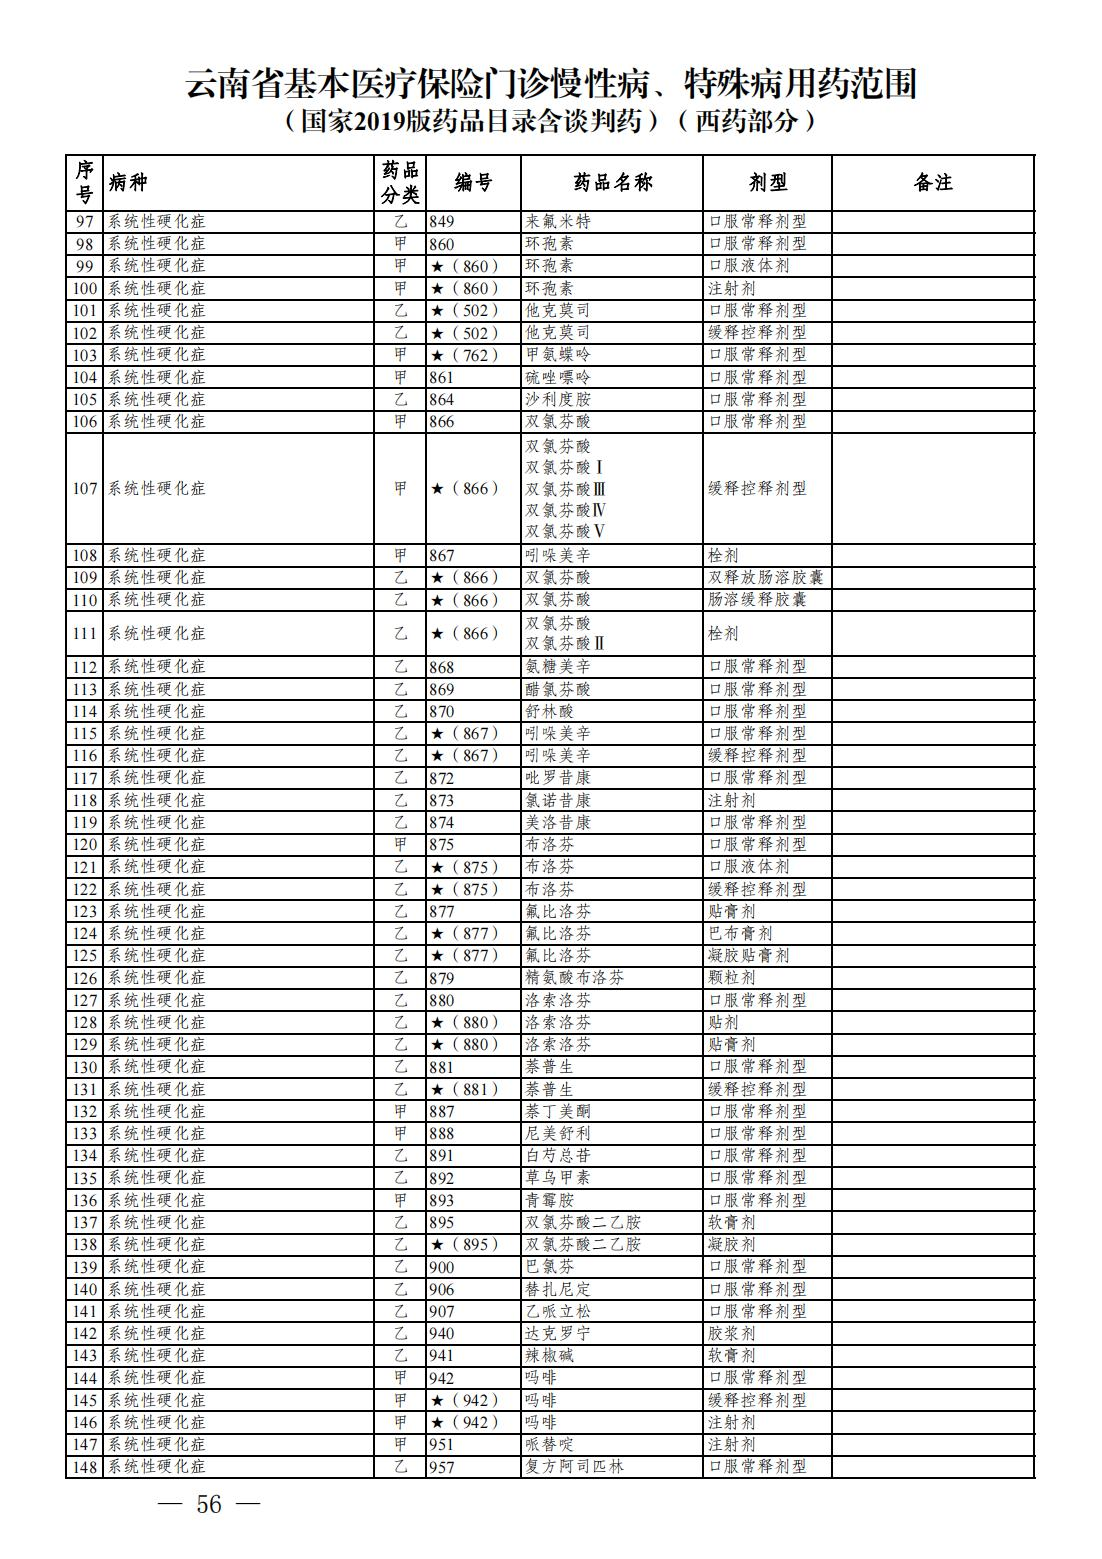 云南省基本医疗保险门诊慢性病、特殊病用药范围
（国家2019版药品目录含谈判药）（西药部分）
序号 病种 药品分类 编号 药品名称 剂型 备注
97 系统性硬化症 乙 849 来氟米特 口服常释剂型
98 系统性硬化症 甲 860 环孢素 口服常释剂型
99 系统性硬化症 甲 ★（860） 环孢素 口服液体剂
100 系统性硬化症 甲 ★（860） 环孢素 注射剂
101 系统性硬化症 乙 ★（502） 他克莫司 口服常释剂型
102 系统性硬化症 乙 ★（502） 他克莫司 缓释控释剂型
103 系统性硬化症 甲 ★（762） 甲氨蝶呤 口服常释剂型
104 系统性硬化症 甲 861 硫唑嘌呤 口服常释剂型
105 系统性硬化症 乙 864 沙利度胺 口服常释剂型
106 系统性硬化症 甲 866 双氯芬酸 口服常释剂型
107 系统性硬化症 甲 ★（866） 双氯芬酸
双氯芬酸Ⅰ
双氯芬酸Ⅲ
双氯芬酸Ⅳ
双氯芬酸Ⅴ 缓释控释剂型
108 系统性硬化症 甲 867 吲哚美辛 栓剂
109 系统性硬化症 乙 ★（866） 双氯芬酸 双释放肠溶胶囊
110 系统性硬化症 乙 ★（866） 双氯芬酸 肠溶缓释胶囊
111 系统性硬化症 乙 ★（866） 双氯芬酸
双氯芬酸Ⅱ 栓剂
112 系统性硬化症 乙 868 氨糖美辛 口服常释剂型
113 系统性硬化症 乙 869 醋氯芬酸 口服常释剂型
114 系统性硬化症 乙 870 舒林酸 口服常释剂型
115 系统性硬化症 乙 ★（867） 吲哚美辛 口服常释剂型
116 系统性硬化症 乙 ★（867） 吲哚美辛 缓释控释剂型
117 系统性硬化症 乙 872 吡罗昔康 口服常释剂型
118 系统性硬化症 乙 873 氯诺昔康 注射剂
119 系统性硬化症 乙 874 美洛昔康 口服常释剂型
120 系统性硬化症 甲 875 布洛芬 口服常释剂型
121 系统性硬化症 乙 ★（875） 布洛芬 口服液体剂
122 系统性硬化症 乙 ★（875） 布洛芬 缓释控释剂型
123 系统性硬化症 乙 877 氟比洛芬 贴膏剂
124 系统性硬化症 乙 ★（877） 氟比洛芬 巴布膏剂
125 系统性硬化症 乙 ★（877） 氟比洛芬 凝胶贴膏剂
126 系统性硬化症 乙 879 精氨酸布洛芬 颗粒剂
127 系统性硬化症 乙 880 洛索洛芬 口服常释剂型
128 系统性硬化症 乙 ★（880） 洛索洛芬 贴剂
129 系统性硬化症 乙 ★（880） 洛索洛芬 贴膏剂
130 系统性硬化症 乙 881 萘普生 口服常释剂型
131 系统性硬化症 乙 ★（881） 萘普生 缓释控释剂型
132 系统性硬化症 甲 887 萘丁美酮 口服常释剂型
133 系统性硬化症 甲 888 尼美舒利 口服常释剂型
134 系统性硬化症 乙 891 白芍总苷 口服常释剂型
135 系统性硬化症 乙 892 草乌甲素 口服常释剂型
136 系统性硬化症 甲 893 青霉胺 口服常释剂型
137 系统性硬化症 乙 895 双氯芬酸二乙胺 软膏剂
138 系统性硬化症 乙 ★（895） 双氯芬酸二乙胺 凝胶剂
139 系统性硬化症 乙 900 巴氯芬 口服常释剂型
140 系统性硬化症 乙 906 替扎尼定 口服常释剂型
141 系统性硬化症 乙 907 乙哌立松 口服常释剂型
142 系统性硬化症 乙 940 达克罗宁 胶浆剂
143 系统性硬化症 乙 941 辣椒碱 软膏剂
144 系统性硬化症 甲 942 吗啡 口服常释剂型
145 系统性硬化症 甲 ★（942） 吗啡 缓释控释剂型
146 系统性硬化症 甲 ★（942） 吗啡 注射剂
147 系统性硬化症 甲 951 哌替啶 注射剂
148 系统性硬化症 乙 957 复方阿司匹林 口服常释剂型
— 56 —